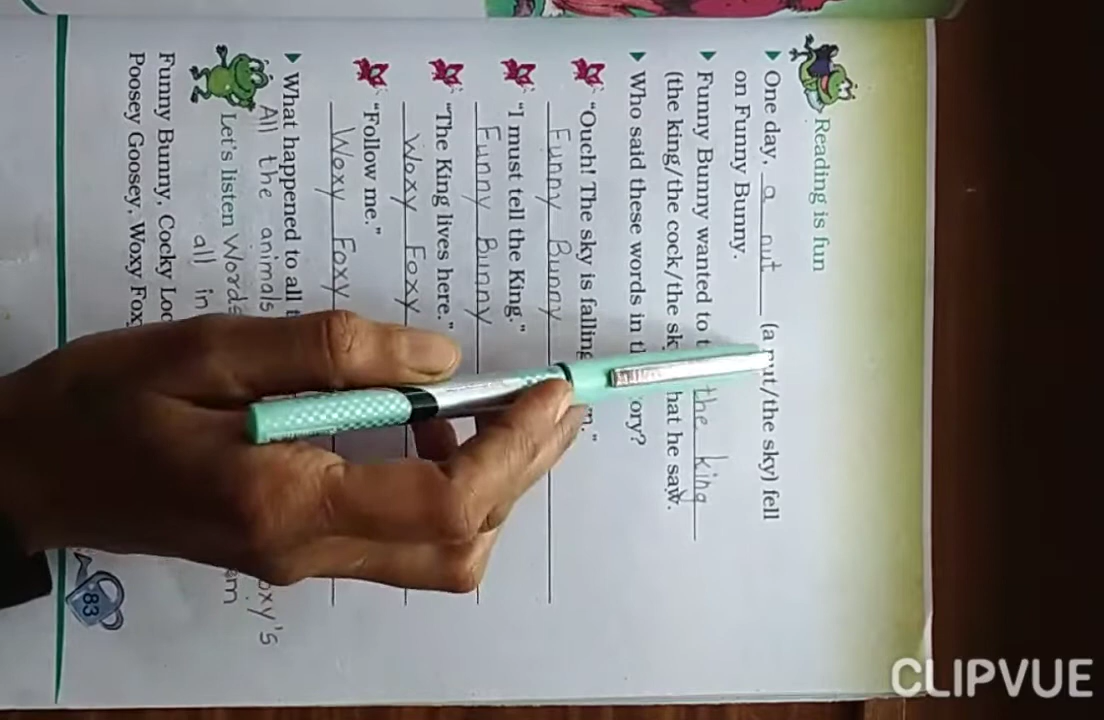 Reading is fun
One day, a nut (a nut/the sky) fell
on Funny Bunny.
Funny Bunny wanted to the king
(the king/the cock/the sk hat he saw.
Who said these words in ory?
"Ouch! The sky is falling
Funny Bunny
"I must tell the King."
Funny Bunny
"The King lives here."
Woxy Foxy
"Follow me."
Woxy Foxy
What happened to all
All the animals oxy's
Let's listen Words
all in em
Funny Bunny, Cocky Loc
Poosey Goosey, Woxy Fox
83
CLIPVUE